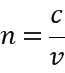 n = c/v